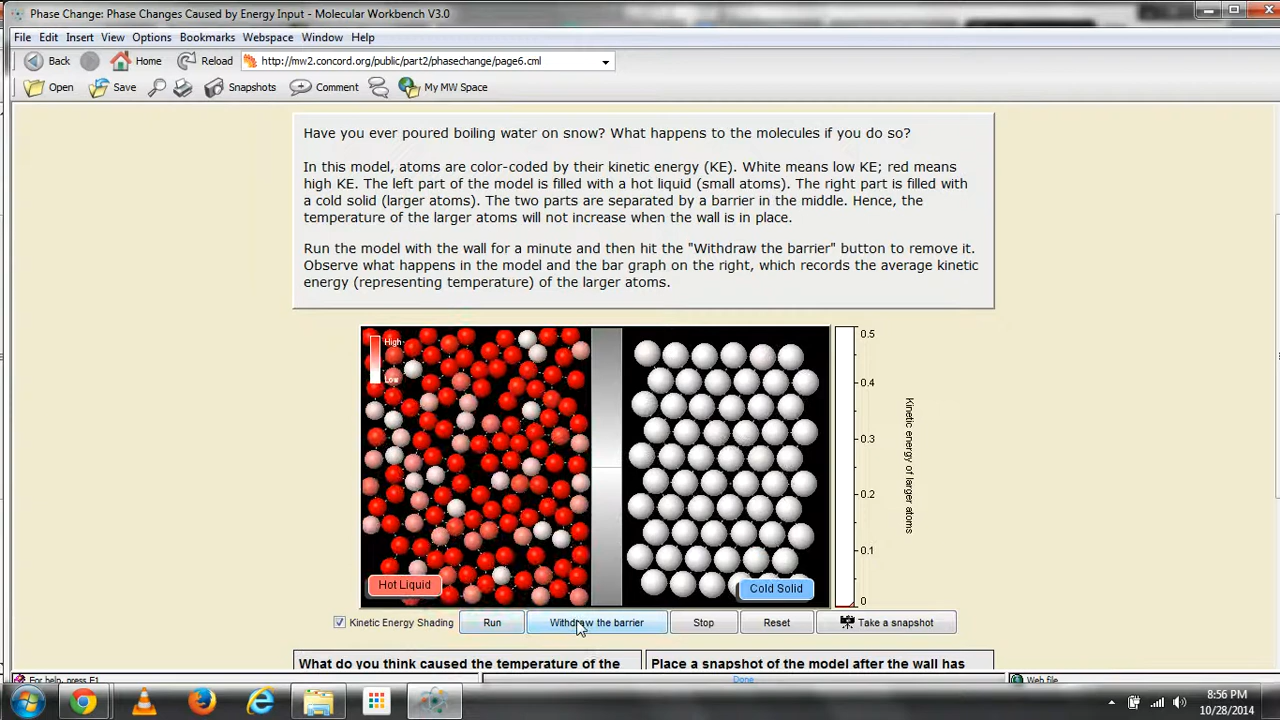 Phase Change: Phase Changes Caused by Energy Input - Molecular Workbench V3.0
File Edit Insert View Options Bookmarks Webspace Window Help
Back Home Reload http://mw2.concord.org/public/part2/phasechange/page6.cml
Open Save Snapshots Comment My MW Space
Have you ever poured boiling water on snow? What happens to the molecules if you do so?
In this model, atoms are color-coded by their kinetic energy (KE). White means low KE; red means
high KE. The left part of the model is filled with a hot liquid (small atoms). The right part is filled with
a cold solid (larger atoms). The two parts are separated by a barrier in the middle. Hence, the
temperature of the larger atoms will not increase when the wall is in place.
Run the model with the wall for a minute and then hit the "Withdraw the barrier" button to remove it.
Observe what happens in the model and the bar graph on the right, which records the average kinetic
energy (representing temperature) of the larger atoms.
High
Low
Hot Liquid
Cold Solid
0.5
0.4
0.3
0.2
0.1
0
Kinetic energy of larger atoms
Kinetic Energy Shading Run Withdraw the barrier Stop Reset Take a snapshot
What do you think caused the temperature of the
Place a snapshot of the model after the wall has
For help, press F1 Done Web file
8:56 PM
10/28/2014